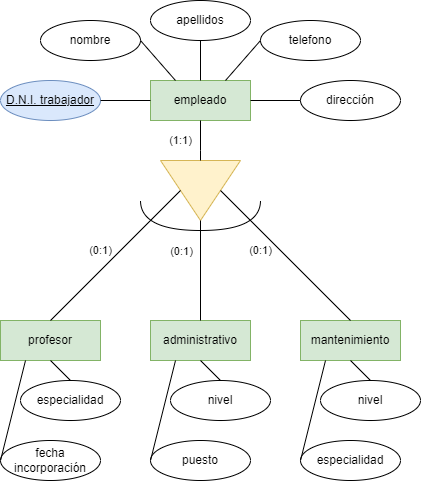 apellidos
nombre
telefono
D.N.I. trabajador
empleado
dirección
(1:1)
(0:1)
(0:1)
(0:1)
profesor
administrativo
mantenimiento
especialidad
nivel
nivel
fecha
incorporación
puesto
especialidad